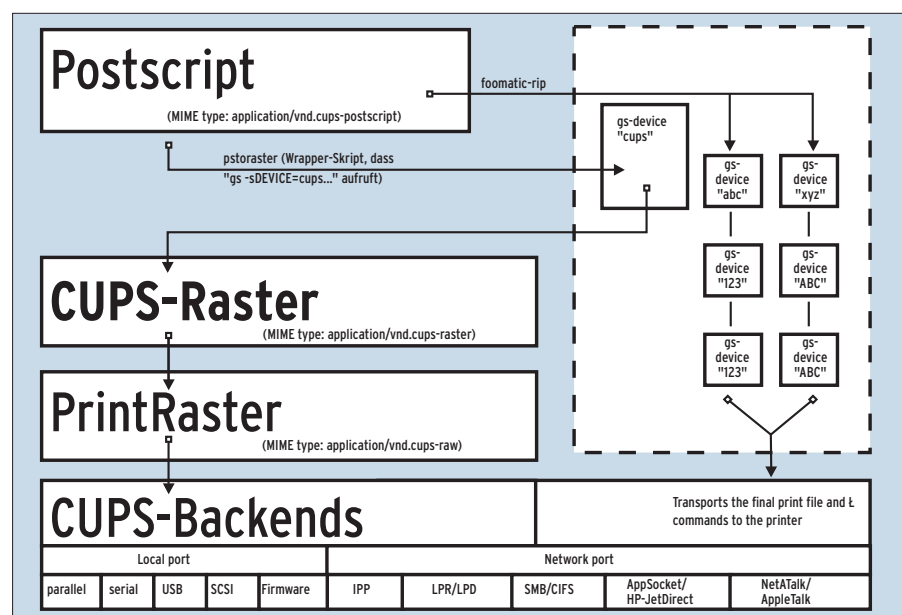 Postscript
(MIME type: application/vnd.cups-postscript)
foomatic-rip
pstoraster (Wrapper-Skript, dass
"gs -sDEVICE=cups..." aufruft)
gs-device
"cups"
gs-
device
"abc"
gs-
device
"xyz"
gs-
device
"123"
gs-
device
"ABC"
gs-
device
"123"
gs-
device
"ABC"
CUPS-Raster
(MIME type: application/vnd.cups-raster)
PrintRaster
(MIME type: application/vnd.cups-raw)
CUPS-Backends
Transports the final print file and Ł
commands to the printer
Local port
Network port
parallel
serial
USB
SCSI
Firmware
IPP
LPR/LPD
SMB/CIFS
AppSocket/
HP-JetDirect
NetATalk/
AppleTalk